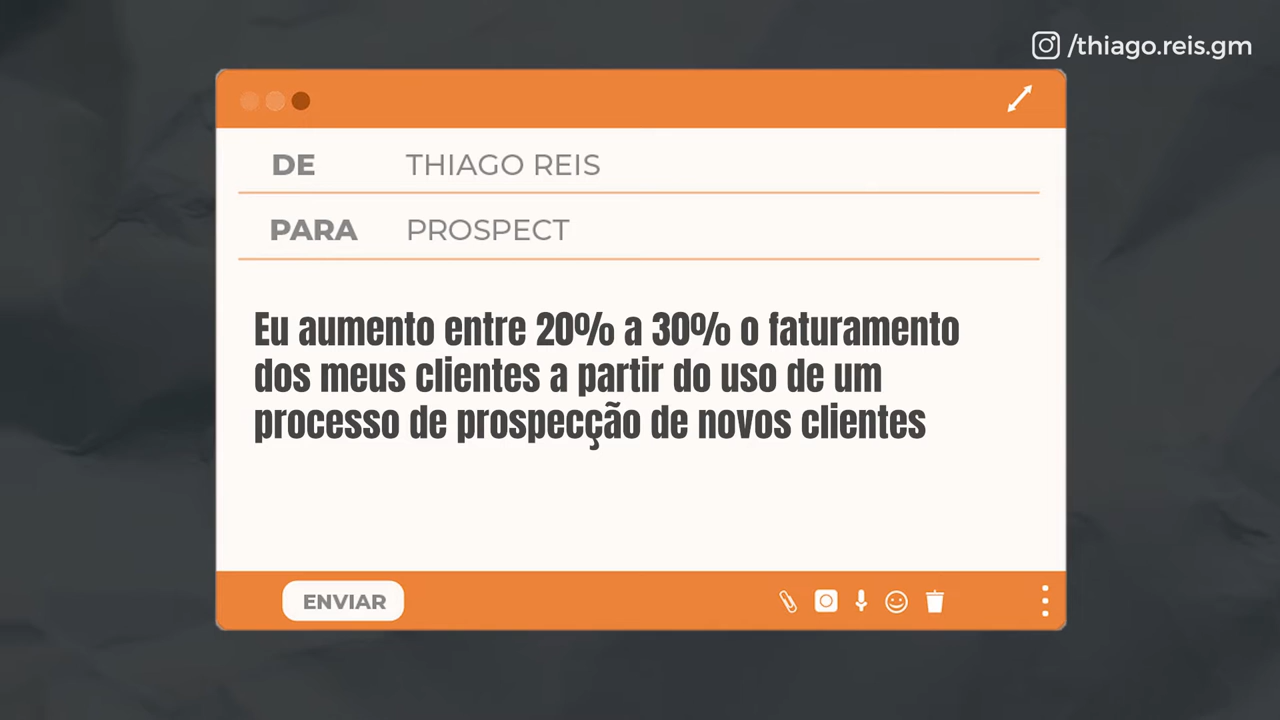 /thiago.reis.gm
DE THIAGO REIS
PARA PROSPECT
Eu aumento entre 20% a 30% o faturamento
dos meus clientes a partir do uso de um
processo de prospecção de novos clientes
ENVIAR